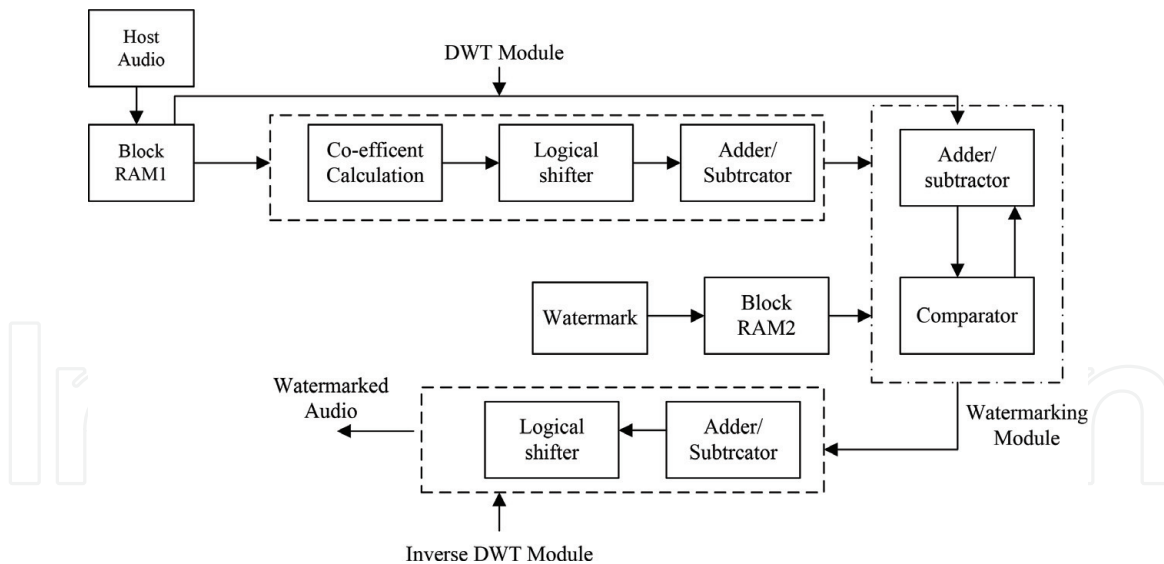 Host
Audio
DWT Module
Block
RAM1
Co-efficent
Calculation
Logical
shifter
Adder/
Subtrcator
Adder/
subtractor
Watermark
Block
RAM2
Comparator
Watermarked
Audio
Logical
shifter
Adder/
Subtrcator
Watermarking
Module
Inverse DWT Module